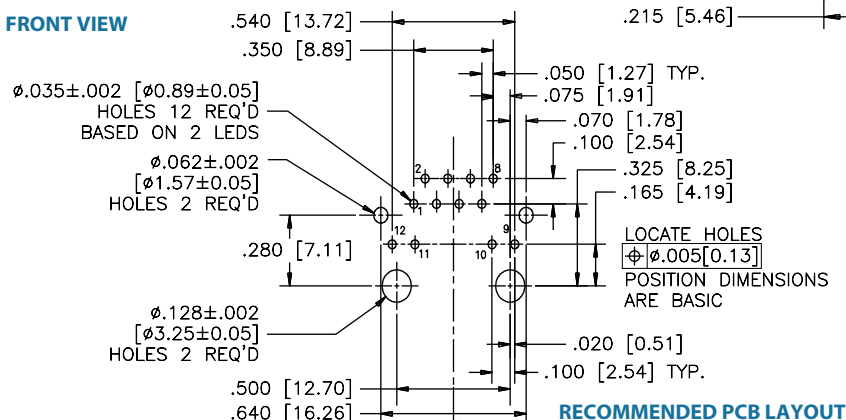 FRONT VIEW
.540 [13.72]
.350 [8.89]
.215 [5.46]
.050 [1.27] TYP.
.075 [1.91]
.070 [1.78]
.100 [2.54]
.325 [8.25]
.165 [4.19]
ø.035±.002 [ø0.89±0.05]
HOLES 12 REQ'D
BASED ON 2 LEDS
ø.062±.002
[ø1.57±0.05]
HOLES 2 REQ'D
2
8
1
12
11
10
9
.280 [7.11]
LOCATE HOLES
ø.005[0.13]
POSITION DIMENSIONS
ARE BASIC
ø.128±.002
[ø3.25±0.05]
HOLES 2 REQ'D
.020 [0.51]
.100 [2.54] TYP.
.500 [12.70]
.640 [16.26]
RECOMMENDED PCB LAYOUT